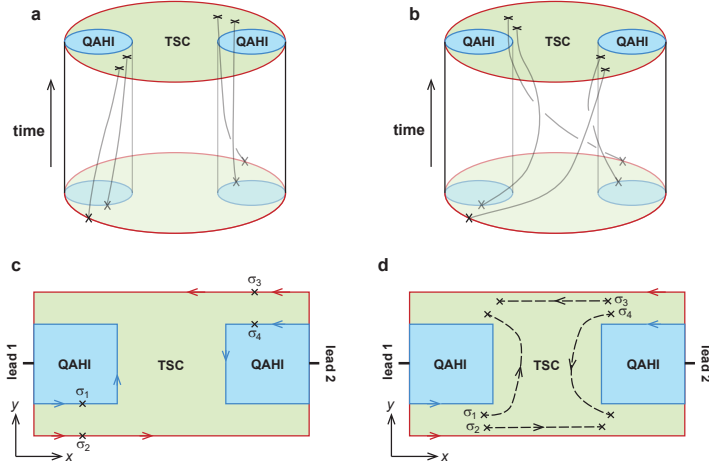 a
QAHI
TSC
QAHI
time
b
QAHI
TSC
QAHI
time
c
σ3
σ4
lead 1
QAHI
TSC
QAHI
lead 2
σ1
σ2
y
x
d
σ3
σ4
lead 1
QAHI
TSC
QAHI
lead 2
σ1
σ2
y
x